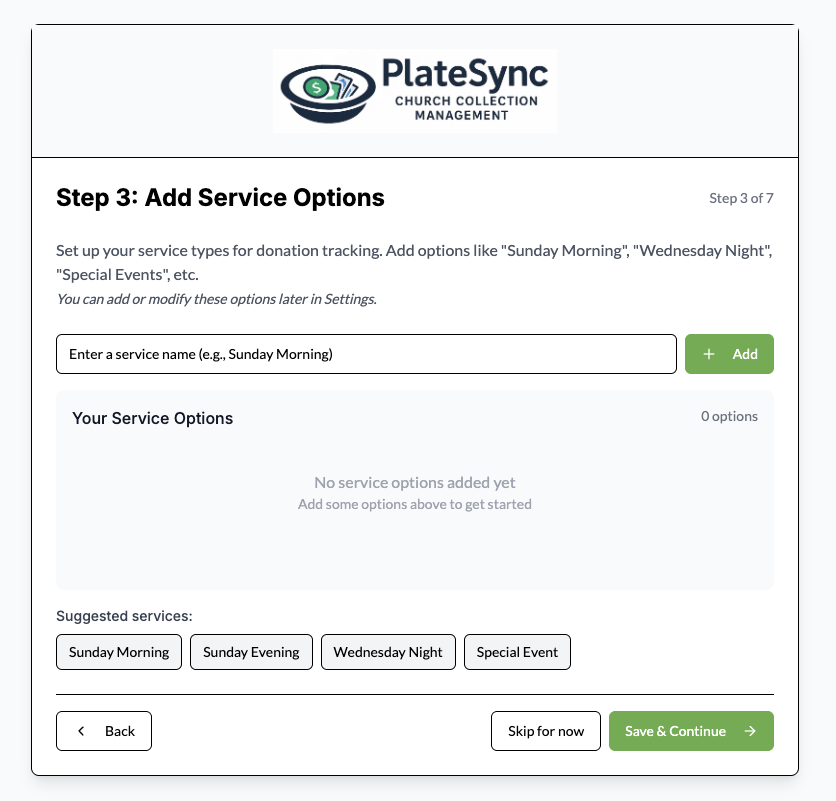 PlateSync
CHURCH COLLECTION
MANAGEMENT
Step 3: Add Service Options
Step 3 of 7
Set up your service types for donation tracking. Add options like "Sunday Morning", "Wednesday Night",
"Special Events", etc.
You can add or modify these options later in Settings.
Enter a service name (e.g., Sunday Morning)
Add
Your Service Options
0 options
No service options added yet
Add some options above to get started
Suggested services:
Sunday Morning
Sunday Evening
Wednesday Night
Special Event
Back
Skip for now
Save & Continue